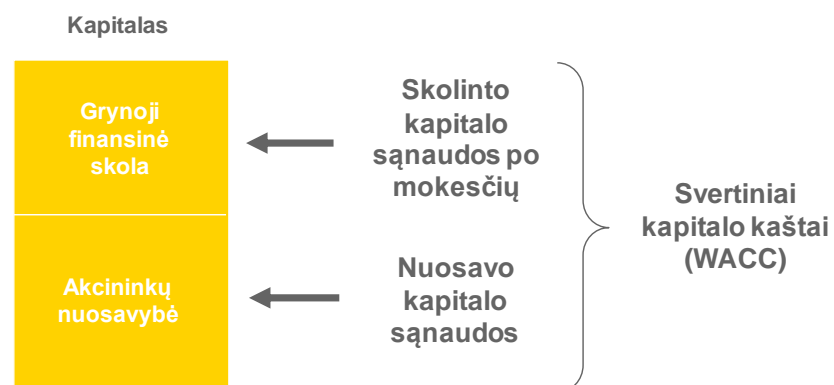 Kapitalas
Grynoji
finansinė
skola
Skolinto
kapitalo
sąnaudos po
mokesčių
Svertiniai
kapitalo kaštai
(WACC)
Akcininkų
nuosavybė
Nuosavo
kapitalo
sąnaudos